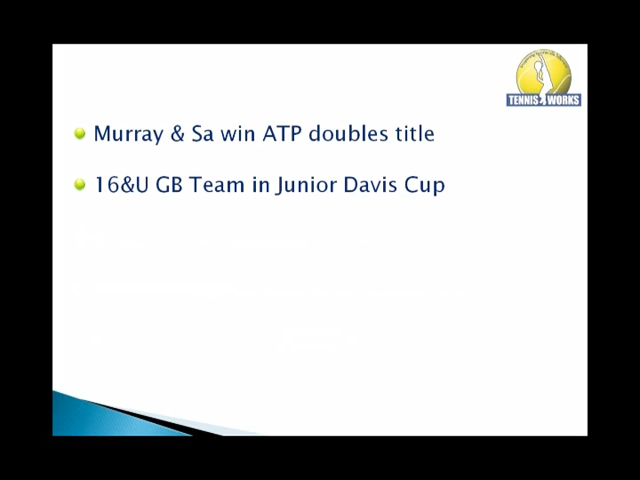 TENNIS WORKS
Murray & Sa win ATP doubles title
16&U GB Team in Junior Davis Cup